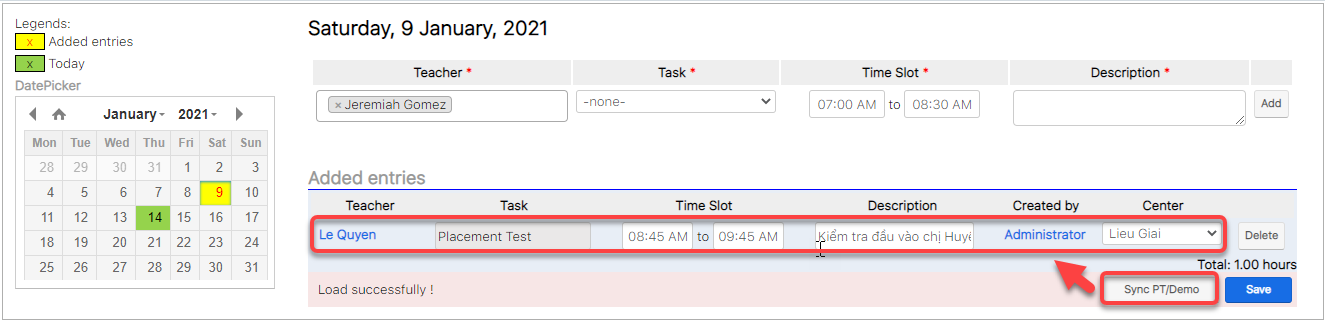 Legends:
x Added entries
x Today
DatePicker
January 2021
Mon Tue Wed Thu Fri Sat Sun
28 29 30 31 1 2 3
4 5 6 7 8 9 10
11 12 13 14 15 16 17
18 19 20 21 22 23 24
25 26 27 28 29 30 31
Saturday, 9 January, 2021
Teacher * Task * Time Slot * Description *
× Jeremiah Gomez -none- 07:00 AM to 08:30 AM Add
Added entries
Teacher Task Time Slot Description Created by Center
Le Quyen Placement Test 08:45 AM to 09:45 AM Kiểm tra đầu vào chị Huyề Administrator Lieu Giai Delete
Total: 1.00 hours
Load successfully ! Sync PT/Demo Save